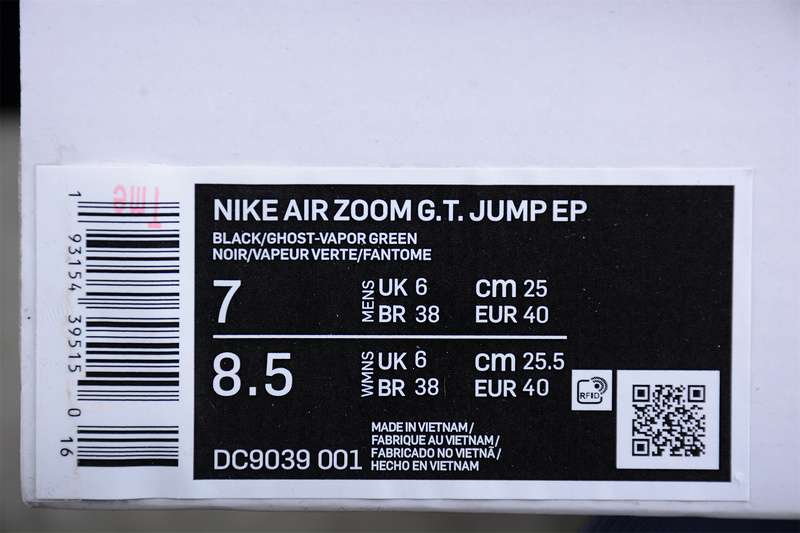 NIKE AIR ZOOM G.T. JUMP EP
BLACK/GHOST-VAPOR GREEN
NOIR/VAPEUR VERTE/FANTOME
7 MENS UK 6 cm 25
BR 38 EUR 40
8.5 WMNS UK 6 cm 25.5
BR 38 EUR 40
RFID
DC9039 001
MADE IN VIETNAM/
FABRIQUE AU VIETNAM/
FABRICADO NO VIETNÃ/
HECHO EN VIETNAM
1 93154 39515 0 16